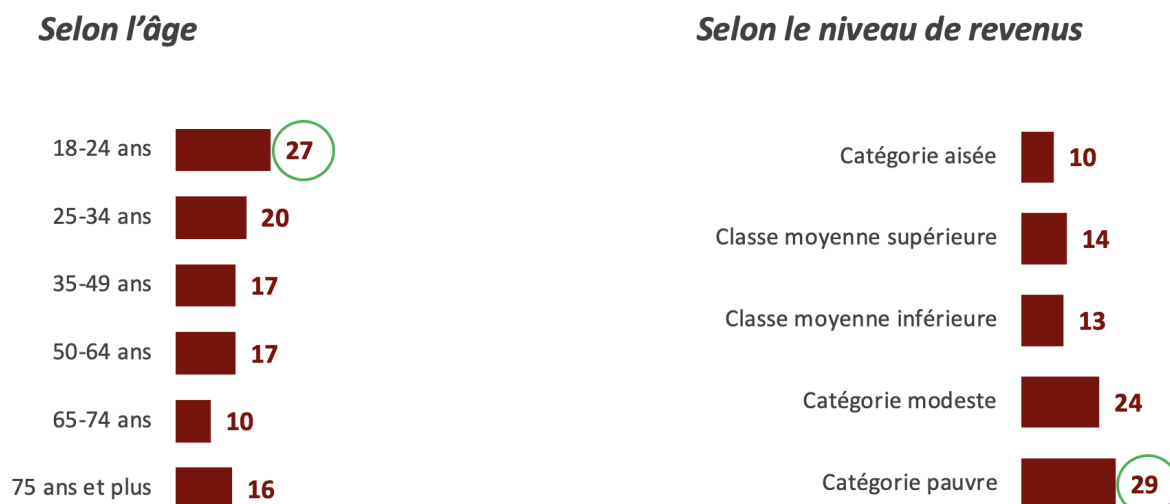 Selon l'âge
18-24 ans 27
25-34 ans 20
35-49 ans 17
50-64 ans 17
65-74 ans 10
75 ans et plus 16
Selon le niveau de revenus
Catégorie aisée 10
Classe moyenne supérieure 14
Classe moyenne inférieure 13
Catégorie modeste 24
Catégorie pauvre 29